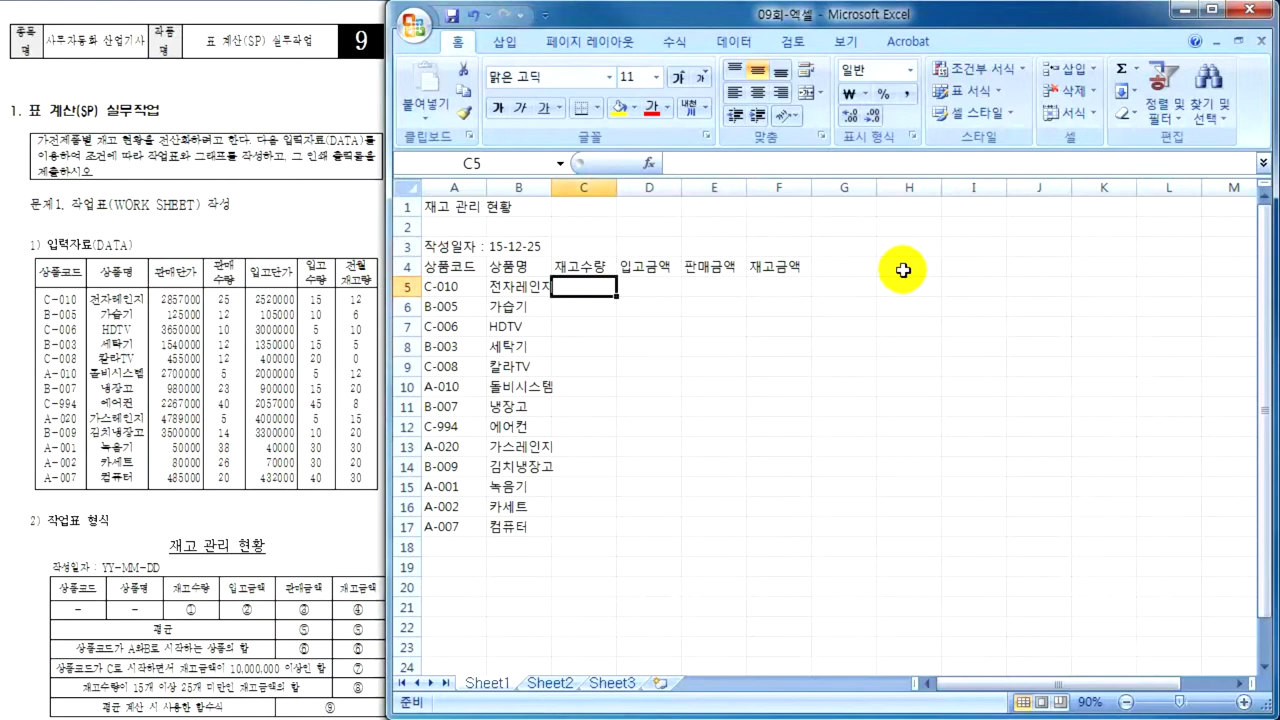 종목명 사무자동화 산업기사 작품명 표 계산(SP) 실무작업 9
1. 표 계산(SP) 실무작업
가전제품별 재고 현황을 전산화하려고 한다. 다음 입력자료(DATA)를
이용하여 조건에 따라 작업표와 그래프를 작성하고, 그 인쇄 출력물을
제출하시오.
문제1. 작업표(WORK SHEET) 작성
1) 입력자료(DATA)
상품코드 상품명 판매단가 판매수량 입고단가 입고수량 전월재고량
C-010 전자레인지 2857000 25 2520000 15 12
B-005 가습기 125000 12 105000 10 6
C-006 HDTV 3650000 10 3000000 5 10
B-003 세탁기 1540000 12 1350000 15 5
C-008 칼라TV 455000 12 400000 20 0
A-010 돌비시스템 2700000 5 2000000 5 12
B-007 냉장고 980000 23 900000 15 20
C-994 에어컨 2267000 40 2057000 45 8
A-020 가스레인지 4789000 5 4000000 5 15
B-009 김치냉장고 3500000 14 3300000 10 20
A-001 녹음기 50000 38 40000 30 30
A-002 카세트 80000 26 70000 30 20
A-007 컴퓨터 485000 20 432000 40 30
2) 작업표 형식
재고 관리 현황
작성일자 : YY-MM-DD
상품코드 상품명 재고수량 입고금액 판매금액 재고금액
- - ① ② ③ ④
평균 ⑤ ⑤
상품코드가 A와B로 시작하는 상품의 합 ⑥ ⑥
상품코드가 C로 시작하면서 재고금액이 10,000,000 이상인 합 ⑦
재고수량이 15개 이상 25개 미만인 재고금액의 합 ⑧
평균 계산 시 사용한 함수식 ⑨
09회-엑셀 - Microsoft Excel
홈 삽입 페이지 레이아웃 수식 데이터 검토 보기 Acrobat
붙여넣기 맑은 고딕 11 일반 조건부 서식 삽입 Σ
가 가 가 가 가 가 내천 ₩ % , 표 서식 삭제 정렬 및 필터 찾기 및 선택
셀 스타일 서식
클립보드 글꼴 맞춤 표시 형식 스타일 셀 편집
C5 fx
A B C D E F G H I J K L M
1 재고 관리 현황
2
3 작성일자 : 15-12-25
4 상품코드 상품명 재고수량 입고금액 판매금액 재고금액
5 C-010 전자레인지
6 B-005 가습기
7 C-006 HDTV
8 B-003 세탁기
9 C-008 칼라TV
10 A-010 돌비시스템
11 B-007 냉장고
12 C-994 에어컨
13 A-020 가스레인지
14 B-009 김치냉장고
15 A-001 녹음기
16 A-002 카세트
17 A-007 컴퓨터
18
19
20
21
22
23
24
Sheet1 Sheet2 Sheet3
준비 90%